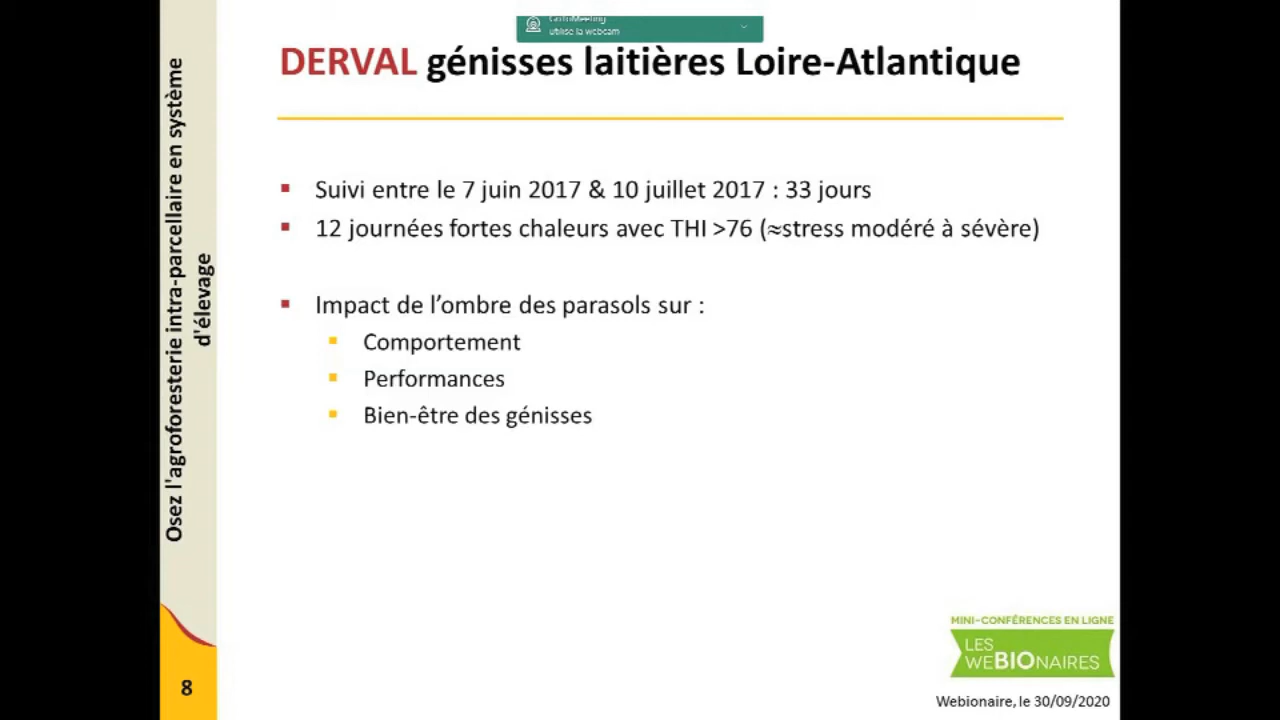 utilise la webcam
DERVAL génisses laitières Loire-Atlantique
Osez l'agroforesterie intra-parcellaire en système
d'élevage
▪ Suivi entre le 7 juin 2017 & 10 juillet 2017 : 33 jours
▪ 12 journées fortes chaleurs avec THI >76 (≈stress modéré à sévère)
▪ Impact de l’ombre des parasols sur :
▪ Comportement
▪ Performances
▪ Bien-être des génisses
MINI-CONFÉRENCES EN LIGNE
LES
WEBIONAIRES
8
Webionaire, le 30/09/2020